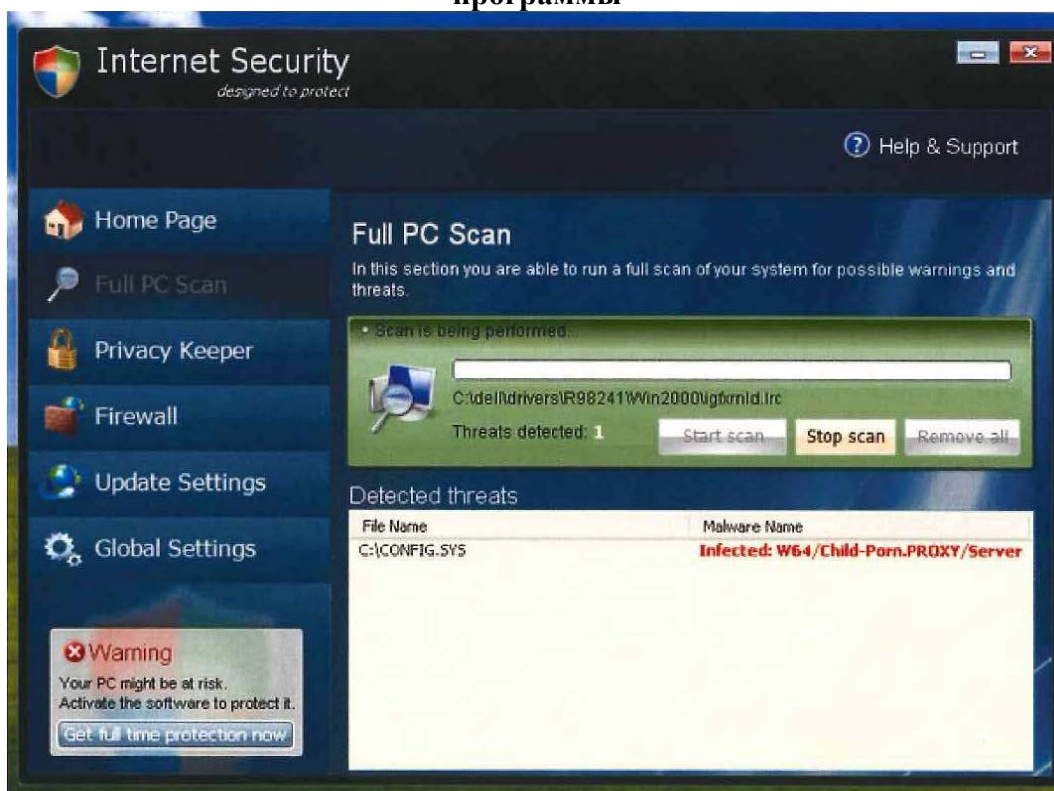 программы
Internet Security
designed to protect
Help & Support
Home Page
Full PC Scan
Privacy Keeper
Firewall
Update Settings
Global Settings
Warning
Your PC might be at risk.
Activate the software to protect it.
Get full time protection now
Full PC Scan
In this section you are able to run a full scan of your system for possible warnings and
threats.
• Scan is being performed...
C:\dell\drivers\R98241\Win2000\igfxrnld.lrc
Threats detected: 1
Start scan Stop scan Remove all
Detected threats
File Name Malware Name
C:\CONFIG.SYS Infected: W64/Child-Porn.PROXY/Server